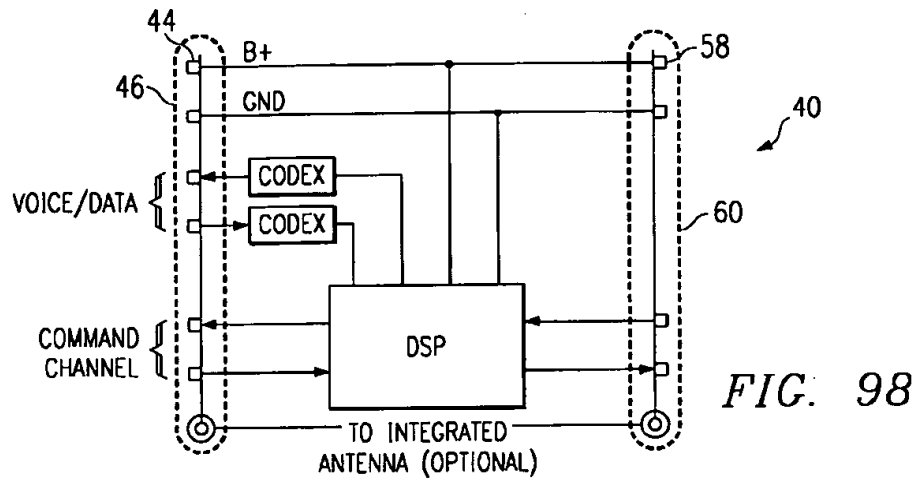 44
B+
58
46
GND
40
CODEX
VOICE/DATA
CODEX
60
COMMAND
CHANNEL
DSP
FIG. 98
TO INTEGRATED
ANTENNA (OPTIONAL)